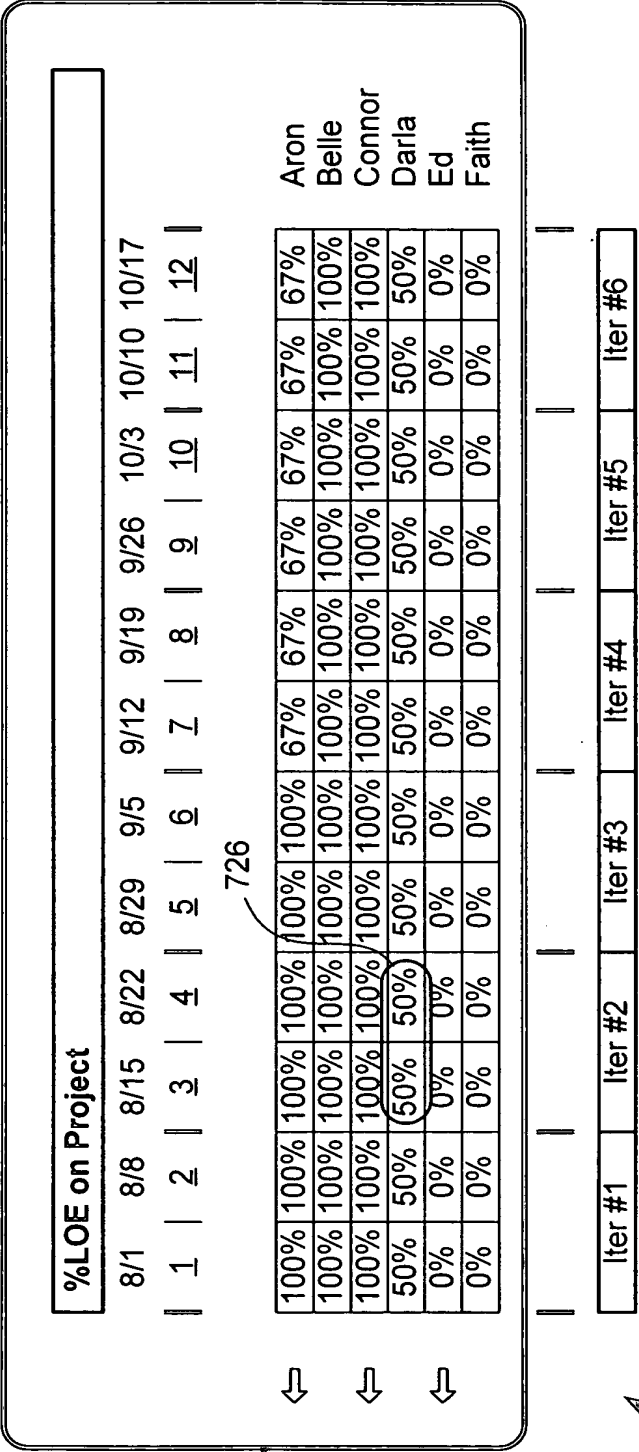 %LOE on Project
8/1 8/8 8/15 8/22 8/29 9/5 9/12 9/19 9/26 10/3 10/10 10/17
1 2 3 4 5 6 7 8 9 10 11 12
726
100% 100% 100% 100% 100% 100% 67% 67% 67% 67% 67% 67% Aron
100% 100% 100% 100% 100% 100% 100% 100% 100% 100% 100% 100% Belle
100% 100% 100% 100% 100% 100% 100% 100% 100% 100% 100% 100% Connor
50% 50% 50% 50% 50% 50% 50% 50% 50% 50% 50% 50% Darla
0% 0% 0% 0% 0% 0% 0% 0% 0% 0% 0% 0% Ed
0% 0% 0% 0% 0% 0% 0% 0% 0% 0% 0% 0% Faith
Iter #1 Iter #2 Iter #3 Iter #4 Iter #5 Iter #6